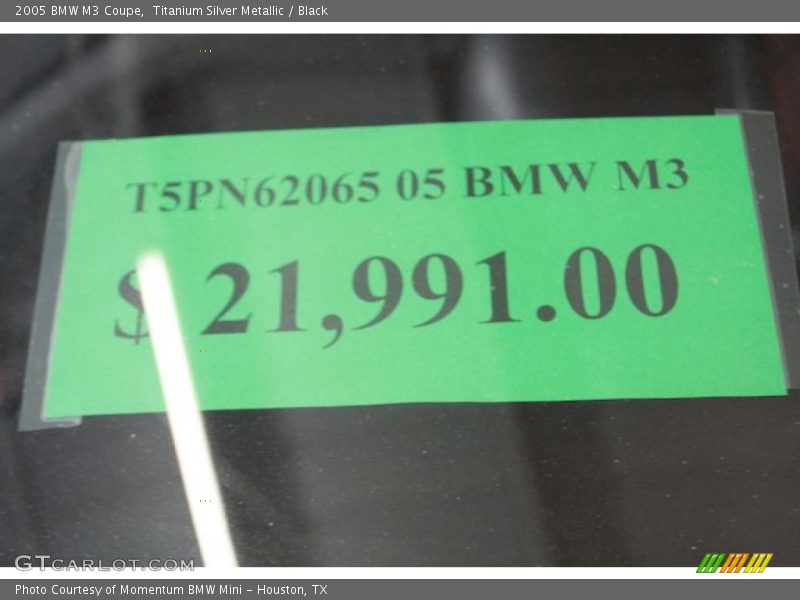 2005 BMW M3 Coupe,  Titanium Silver Metallic / Black
T5PN62065 05 BMW M3
$ 21,991.00
GTCARLOT.COM
Photo Courtesy of Momentum BMW Mini - Houston, TX